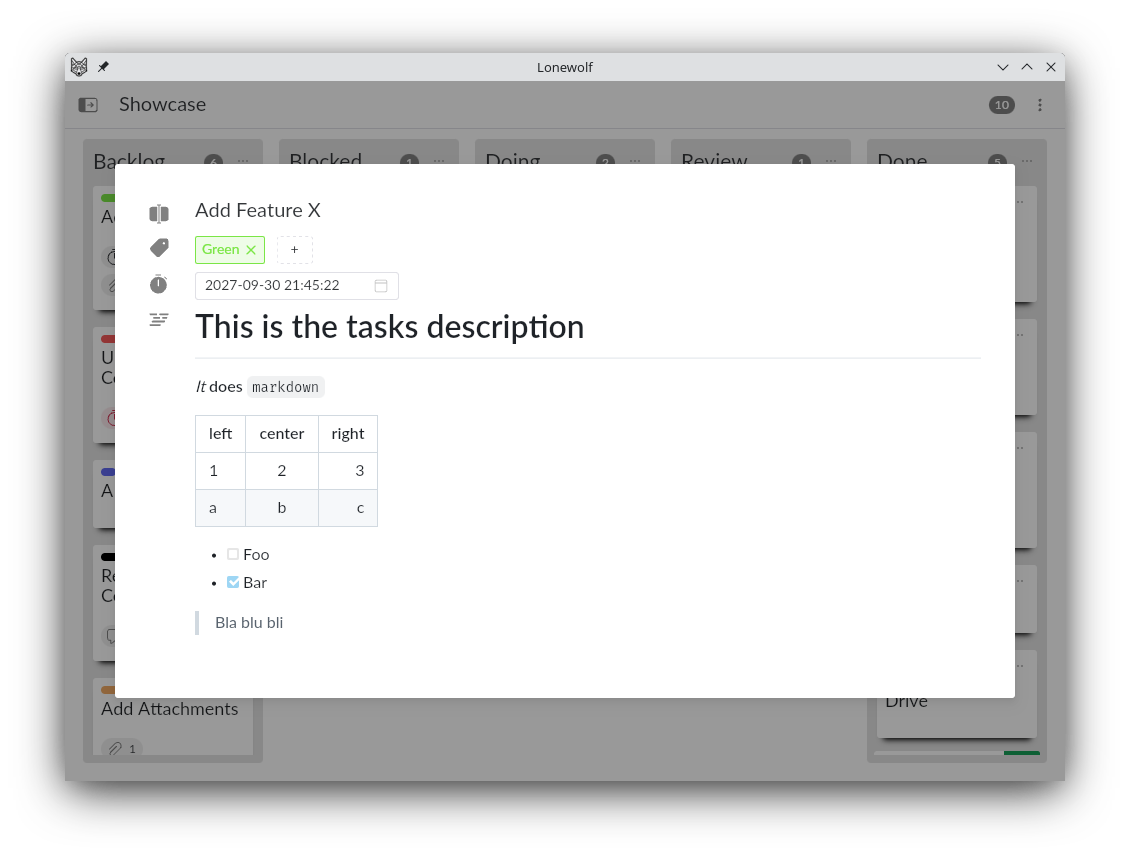 Lonewolf
Showcase
10
Backlog 6 ...
Blocked 1 ...
Doing 2 ...
Review 1 ...
Done 5 ...
Add Feature X
Green
+
2027-09-30 21:45:22
This is the tasks description
It does markdown
left center right
1 2 3
a b c
Foo
Bar
Bla blu bli
Add Attachments
1
Drive